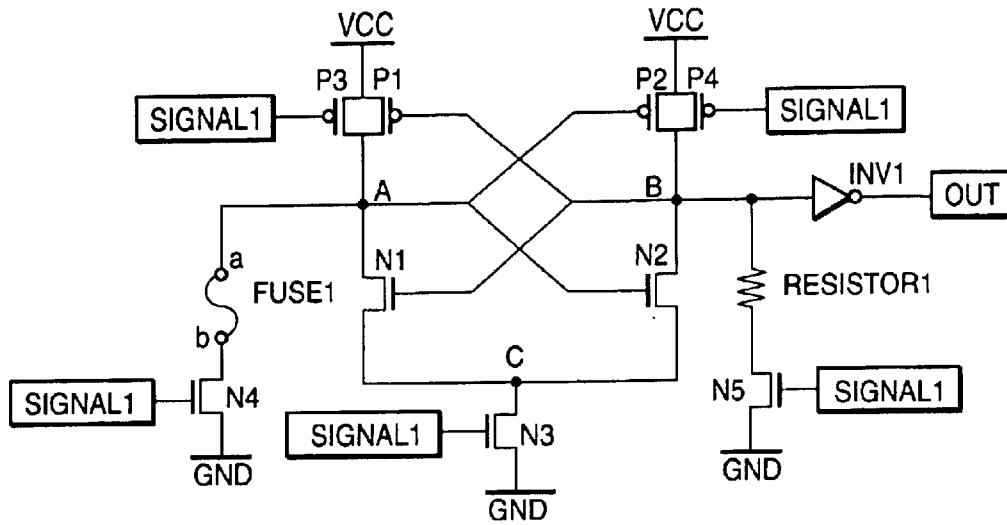 VCC
VCC
P3 P1
P2 P4
SIGNAL1
SIGNAL1
INV1
A
B
OUT
a
N1
N2
FUSE1
RESISTOR1
b
C
SIGNAL1
N4
N5
SIGNAL1
SIGNAL1
N3
GND
GND
GND